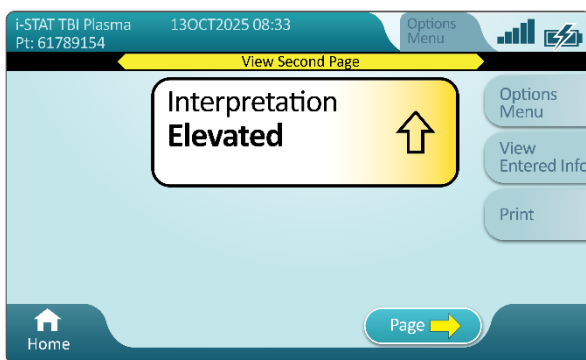 i-STAT TBI Plasma 13OCT2025 08:33
Pt: 61789154
Options
Menu
View Second Page
Interpretation
Elevated
Options
Menu
View
Entered Info
Print
Page
Home